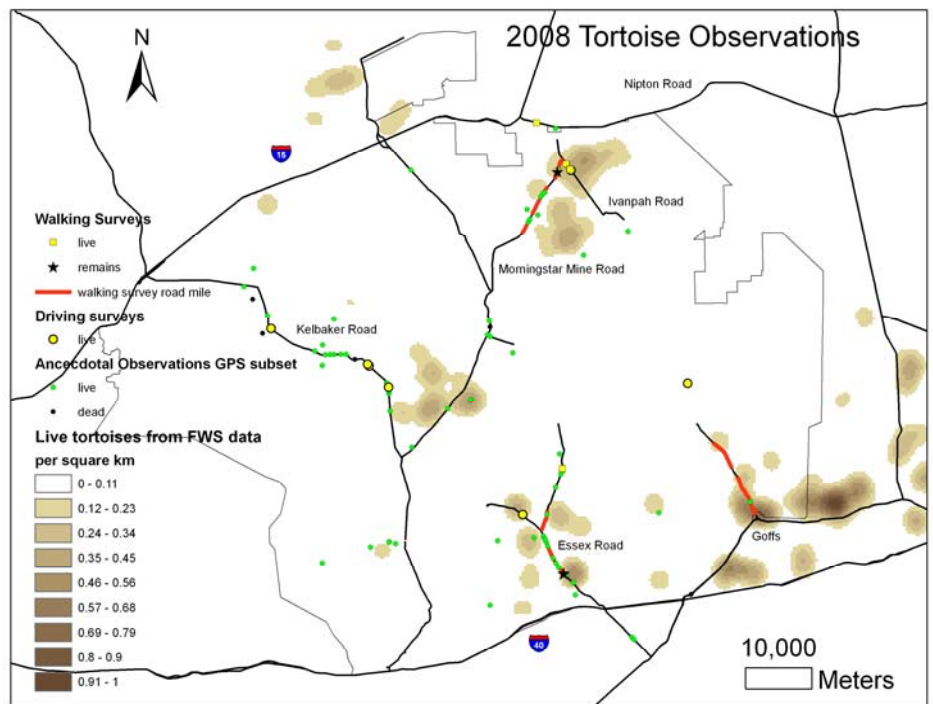 2008 Tortoise Observations
N
Nipton Road
15
Ivanpah Road
Morningstar Mine Road
Kelbaker Road
Walking Surveys
live
remains
walking survey road mile
Driving surveys
live
Ancecdotal Observations GPS subset
live
dead
Live tortoises from FWS data
per square km
0 - 0.11
0.12 - 0.23
0.24 - 0.34
0.35 - 0.45
0.46 - 0.56
0.57 - 0.68
0.69 - 0.79
0.8 - 0.9
0.91 - 1
Essex Road
Goffs
40
10,000
Meters